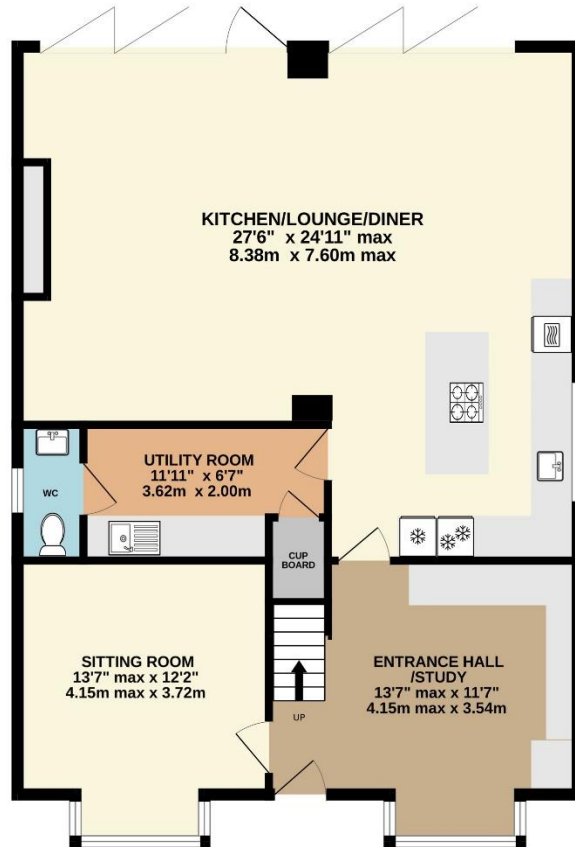 KITCHEN/LOUNGE/DINER
27'6" x 24'11" max
8.38m x 7.60m max
UTILITY ROOM
11'11" x 6'7"
3.62m x 2.00m
WC
CUP
BOARD
SITTING ROOM
13'7" max x 12'2"
4.15m max x 3.72m
UP
ENTRANCE HALL
/STUDY
13'7" max x 11'7"
4.15m max x 3.54m